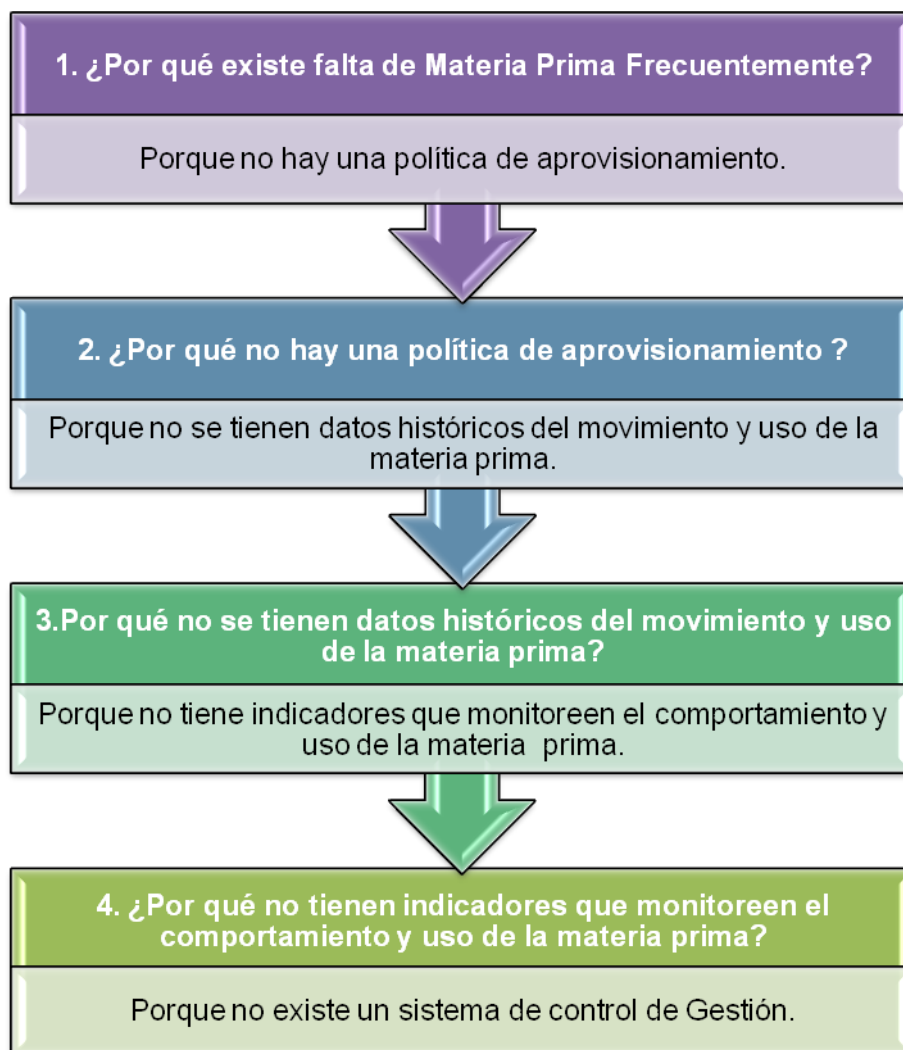 1. ¿Por qué existe falta de Materia Prima Frecuentemente?
Porque no hay una política de aprovisionamiento.
2. ¿Por qué no hay una política de aprovisionamiento ?
Porque no se tienen datos históricos del movimiento y uso de la
materia prima.
3.Por qué no se tienen datos históricos del movimiento y uso
de la materia prima?
Porque no tiene indicadores que monitoreen el comportamiento y
uso de la materia prima.
4. ¿Por qué no tienen indicadores que monitoreen el
comportamiento y uso de la materia prima?
Porque no existe un sistema de control de Gestión.